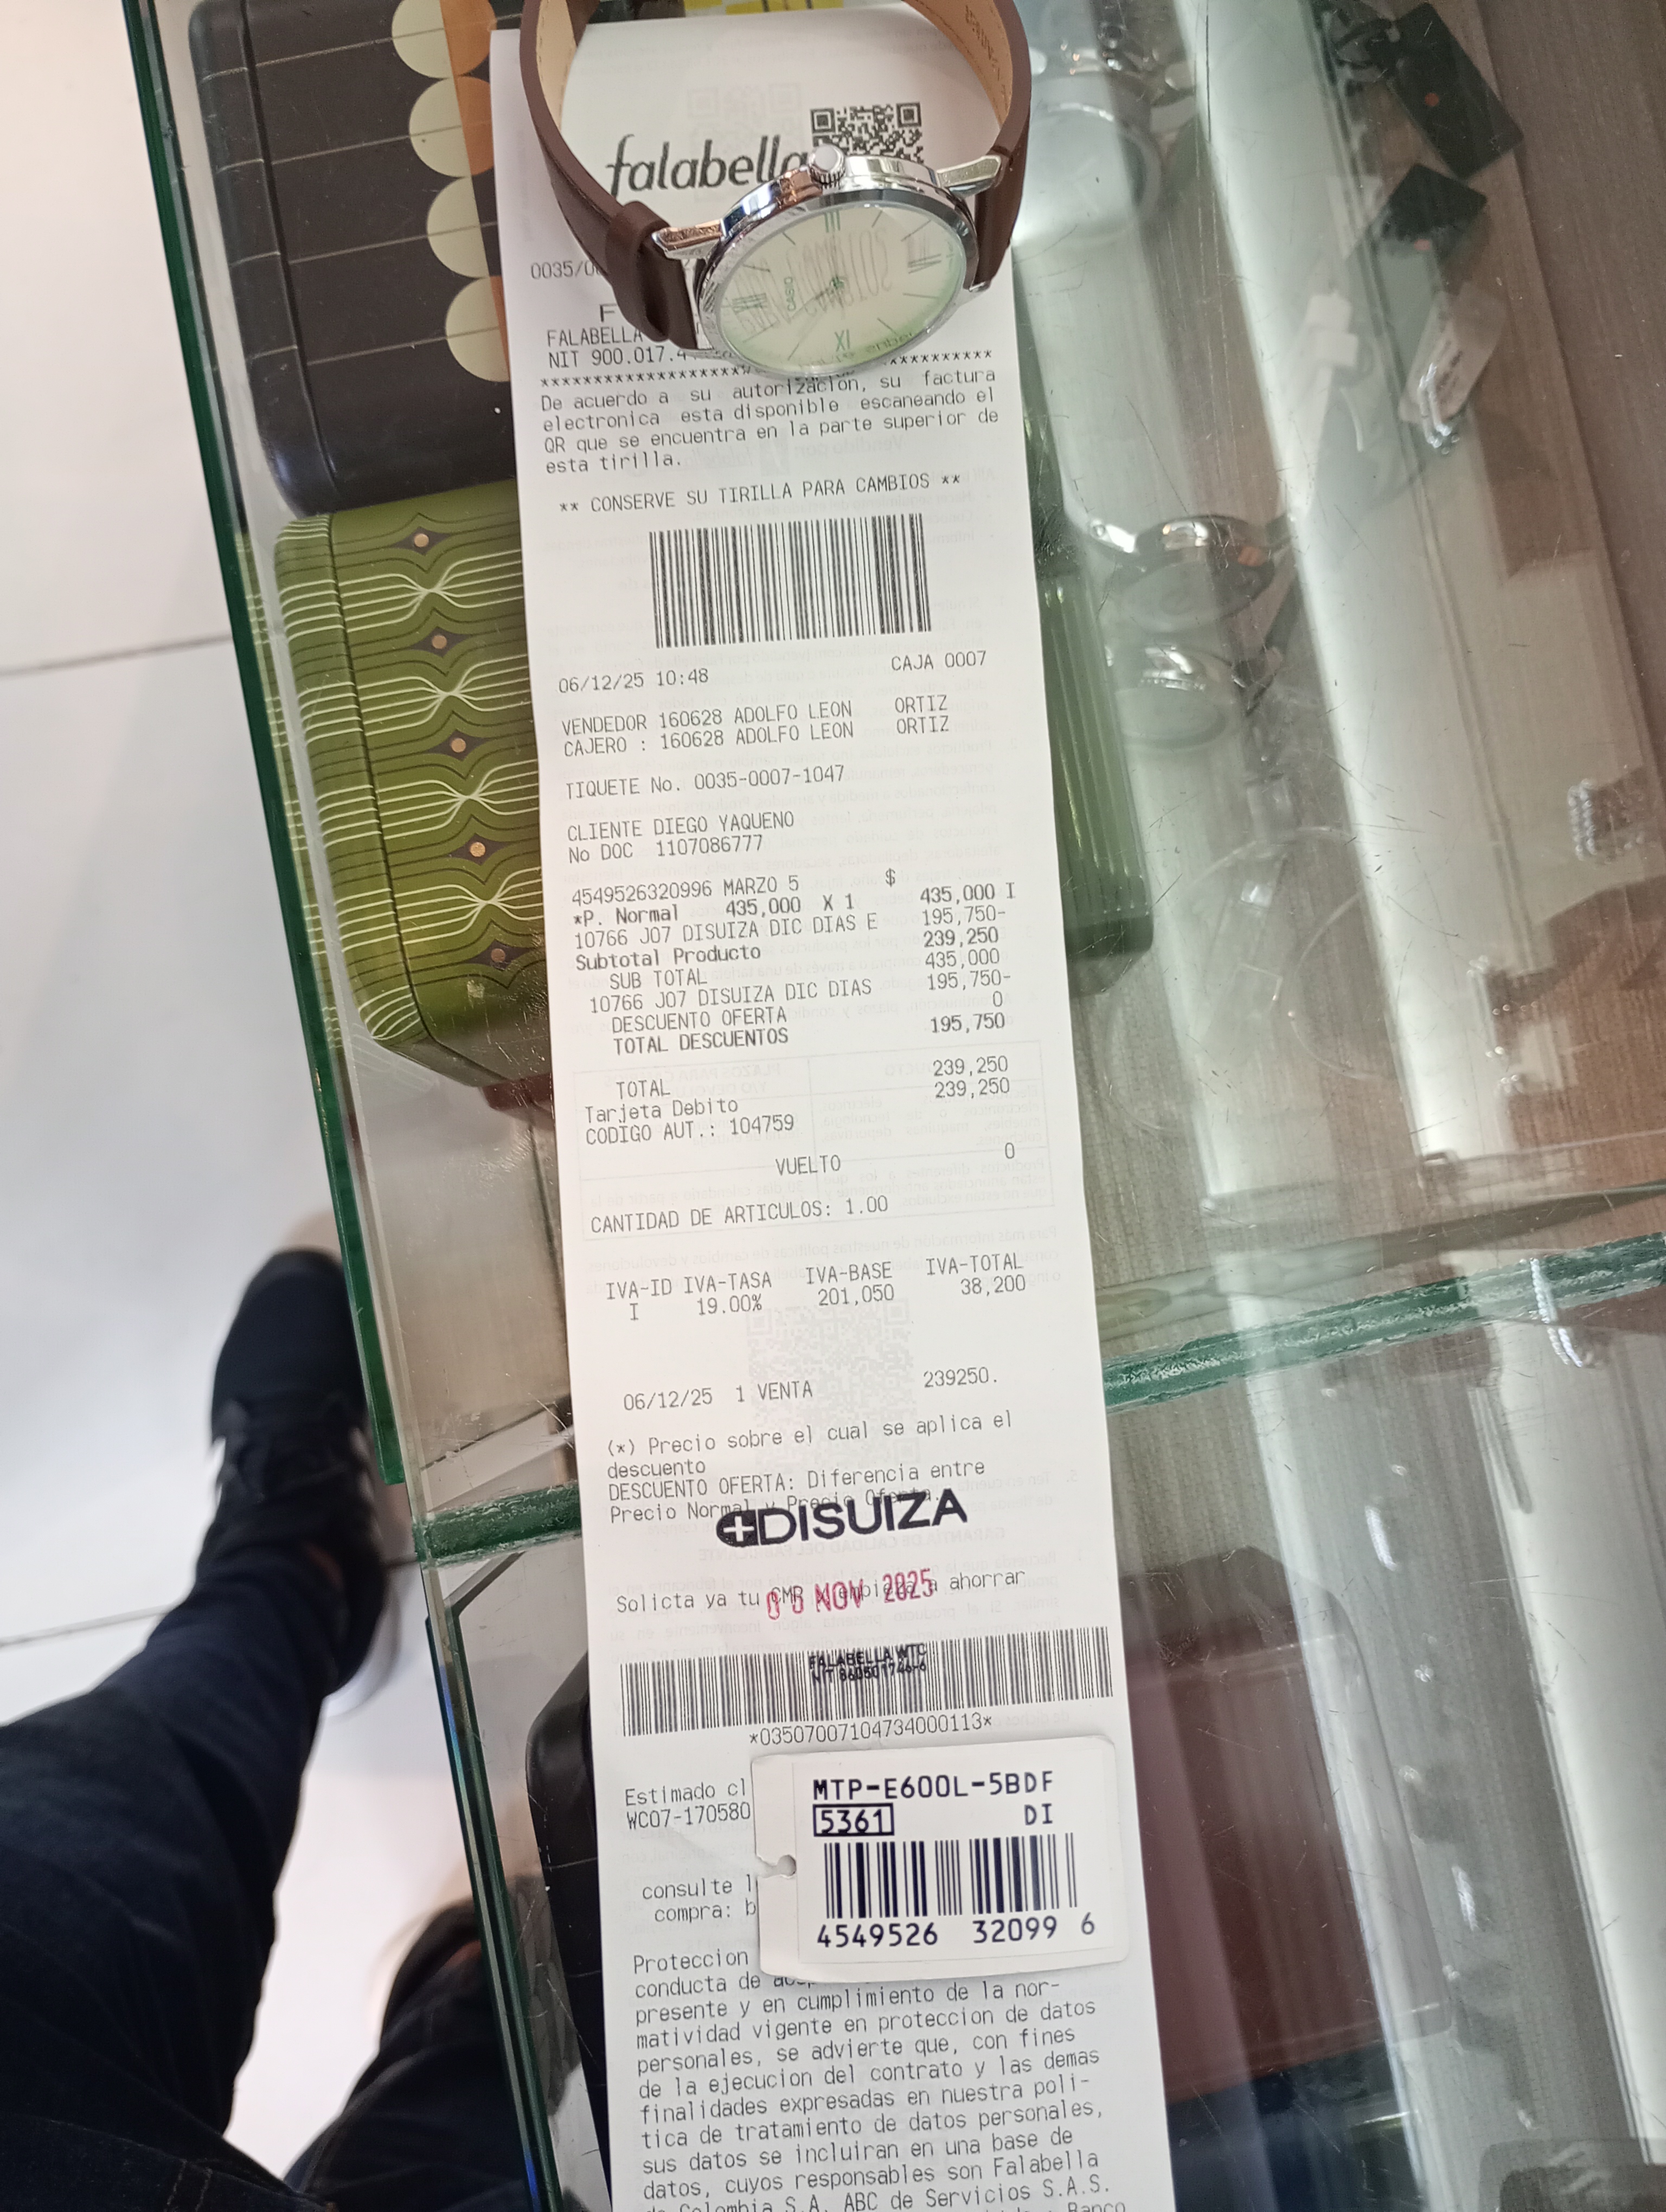 falabella
CASIO
XI
0035/0
F
FALABELLA
NIT 900.017.4
De acuerdo a su autorización, su factura
electronica esta disponible escaneando el
QR que se encuentra en la parte superior de
esta tirilla.
** CONSERVE SU TIRILLA PARA CAMBIOS **
06/12/25 10:48 CAJA 0007
VENDEDOR 160628 ADOLFO LEON ORTIZ
CAJERO : 160628 ADOLFO LEON ORTIZ
TIQUETE No. 0035-0007-1047
CLIENTE DIEGO YAQUENO
No DOC 1107086777
4549526320996 MARZO 5 $
*P. Normal 435,000 X 1 435,000 I
10766 J07 DISUIZA DIC DIAS E 195,750-
Subtotal Producto 239,250
SUB TOTAL 435,000
10766 J07 DISUIZA DIC DIAS 195,750-
DESCUENTO OFERTA 0
TOTAL DESCUENTOS 195,750
TOTAL 239,250
Tarjeta Debito 239,250
CODIGO AUT.: 104759
VUELTO 0
CANTIDAD DE ARTICULOS: 1.00
IVA-ID IVA-TASA IVA-BASE IVA-TOTAL
I 19.00% 201,050 38,200
06/12/25 1 VENTA 239250.
(*) Precio sobre el cual se aplica el
descuento
DESCUENTO OFERTA: Diferencia entre
Precio Normal y Precio Oferta.
DISUIZA
Solicta ya tu CMR y embieza a ahorrar
NOV 2025
FALABELLA WTC
NIT 860501746-6
*03507007104734000113*
Estimado cl
WC07-170580
MTP-E600L-5BDF
5361 DI
4549526 32099 6
consulte l
compra: b
Proteccion
conducta de
presente y en cumplimiento de la nor-
matividad vigente en proteccion de datos
personales, se advierte que, con fines
de la ejecucion del contrato y las demas
finalidades expresadas en nuestra poli-
tica de tratamiento de datos personales,
sus datos se incluiran en una base de
datos, cuyos responsables son Falabella
de Colombia S.A. ABC de Servicios S.A.S.
Banco